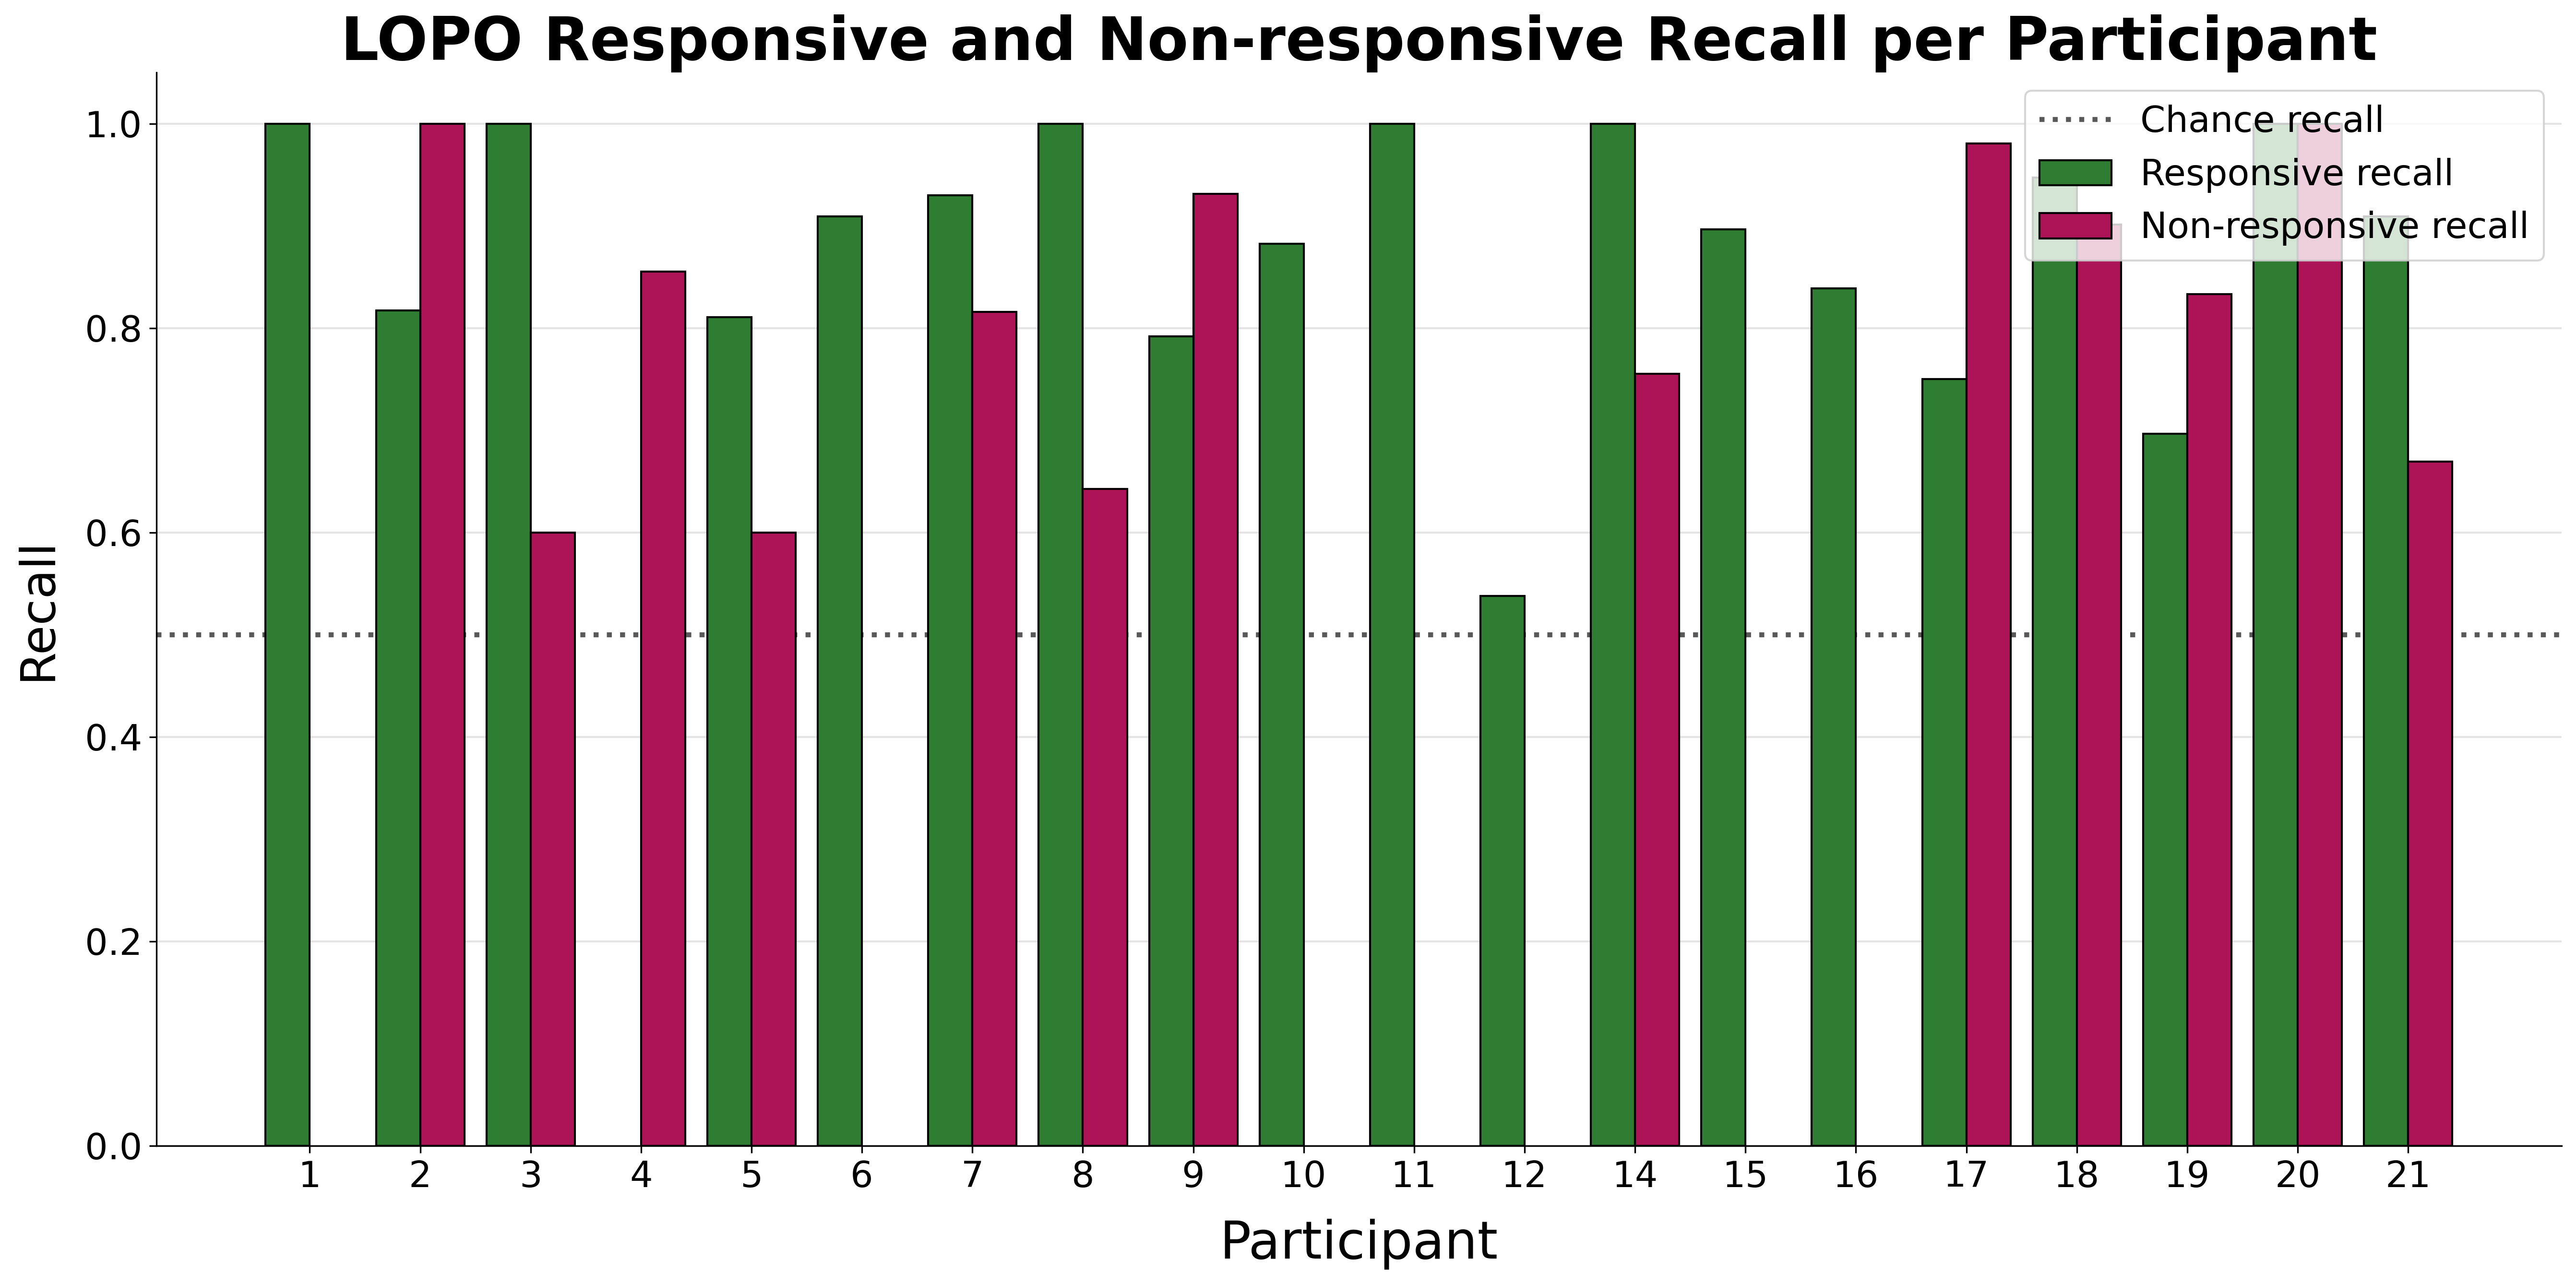 LOPO Responsive and Non-responsive Recall per Participant
Chance recall
Responsive recall
Non-responsive recall
1.0
0.8
0.6
0.4
0.2
0.0
Recall
1 2 3 4 5 6 7 8 9 10 11 12 14 15 16 17 18 19 20 21
Participant